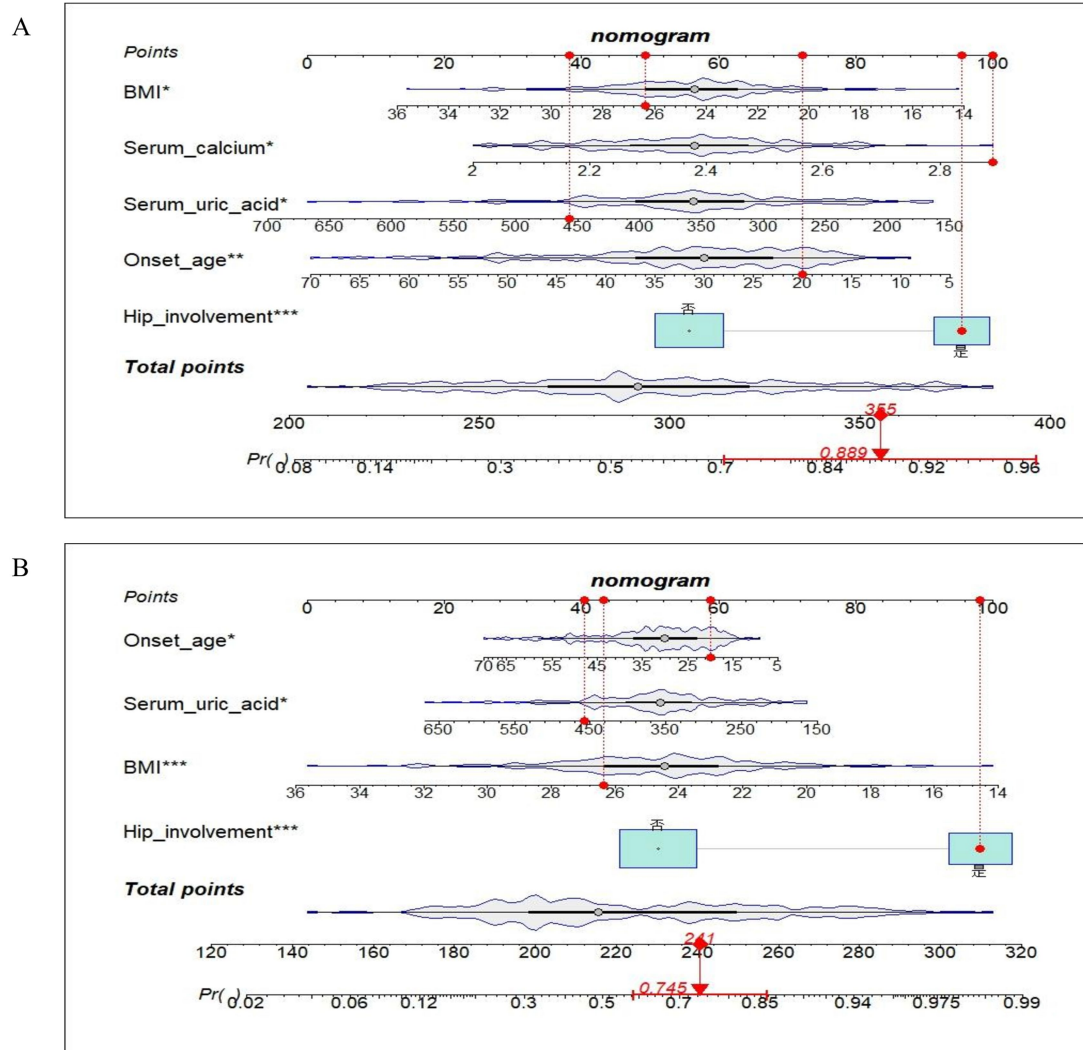 A
nomogram
Points 0 20 40 60 80 100
BMI*
36 34 32 30 28 26 24 22 20 18 16 14
Serum_calcium*
2 2.2 2.4 2.6 2.8
Serum_uric_acid*
700 650 600 550 500 450 400 350 300 250 200 150
Onset_age**
70 65 60 55 50 45 40 35 30 25 20 15 10 5
否
Hip_involvement***
是
Total points
355
200 250 300 350 400
0.889
Pr( ) 0.08 0.14 0.3 0.5 0.7 0.84 0.92 0.96
B
nomogram
Points 0 20 40 60 80 100
Onset_age*
70 65 55 45 35 25 15 5
Serum_uric_acid*
650 550 450 350 250 150
BMI***
36 34 32 30 28 26 24 22 20 18 16 14
否
Hip_involvement***
是
Total points
241
120 140 160 180 200 220 240 260 280 300 320
0.745
Pr( ) 0.02 0.06 0.12 0.3 0.5 0.7 0.85 0.94 0.975 0.99